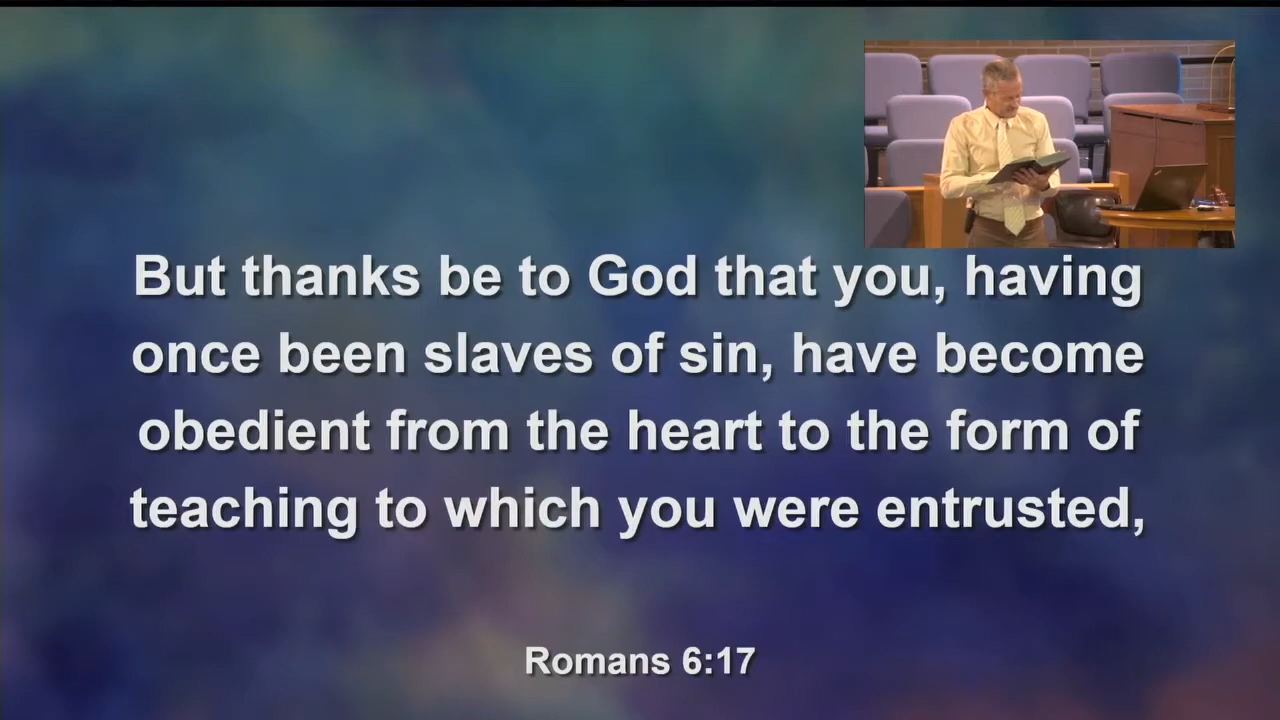 But thanks be to God that you, having
once been slaves of sin, have become
obedient from the heart to the form of
teaching to which you were entrusted,
Romans 6:17